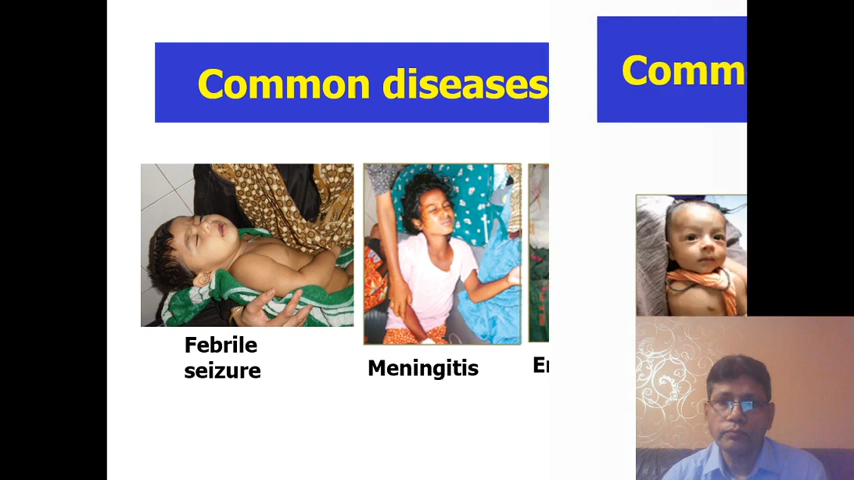 Common diseases
Comm
Febrile
seizure
Meningitis